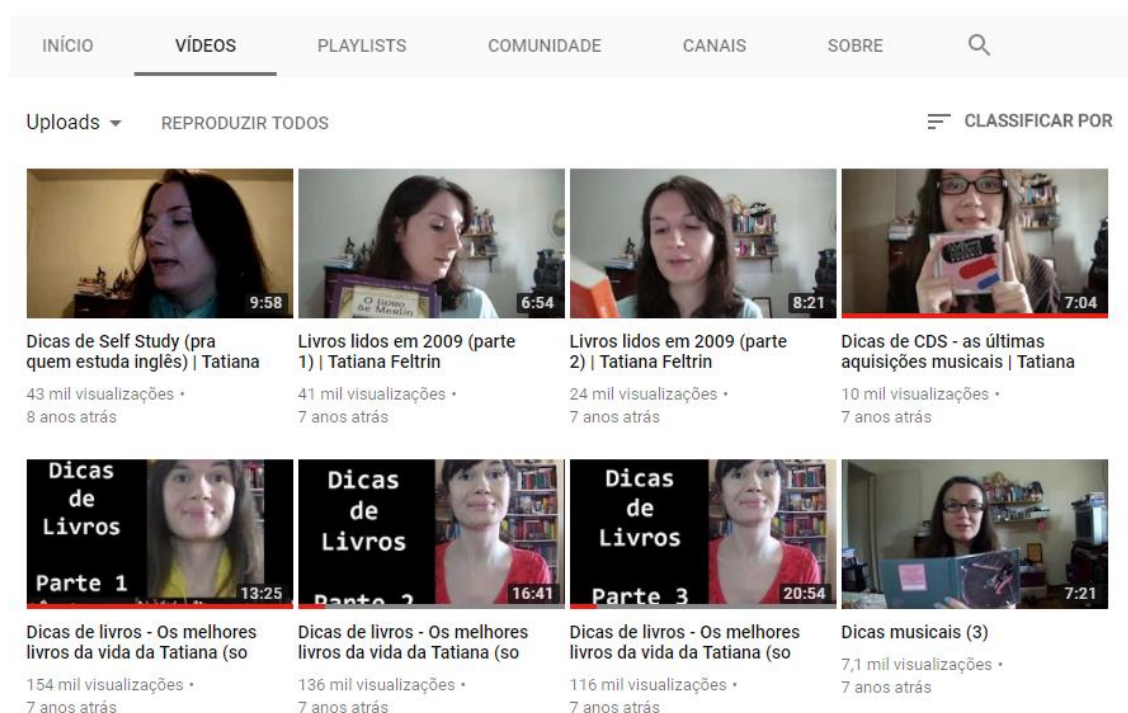 INÍCIO VÍDEOS PLAYLISTS COMUNIDADE CANAIS SOBRE
Uploads REPRODUZIR TODOS CLASSIFICAR POR
O Livro
de Merlin
9:58 6:54 8:21 7:04
Dicas de Self Study (pra
quem estuda inglês) | Tatiana
43 mil visualizações •
8 anos atrás
Livros lidos em 2009 (parte
1) | Tatiana Feltrin
41 mil visualizações •
7 anos atrás
Livros lidos em 2009 (parte
2) | Tatiana Feltrin
24 mil visualizações •
7 anos atrás
Dicas de CDS - as últimas
aquisições musicais | Tatiana
10 mil visualizações •
7 anos atrás
Dicas
de
Livros
Parte 1
13:25
Dicas de livros - Os melhores
livros da vida da Tatiana (so
154 mil visualizações •
7 anos atrás
Dicas
de
Livros
Parte 2
16:41
Dicas de livros - Os melhores
livros da vida da Tatiana (so
136 mil visualizações •
7 anos atrás
Dicas
de
Livros
Parte 3
20:54
Dicas de livros - Os melhores
livros da vida da Tatiana (so
116 mil visualizações •
7 anos atrás
7:21
Dicas musicais (3)
7,1 mil visualizações •
7 anos atrás